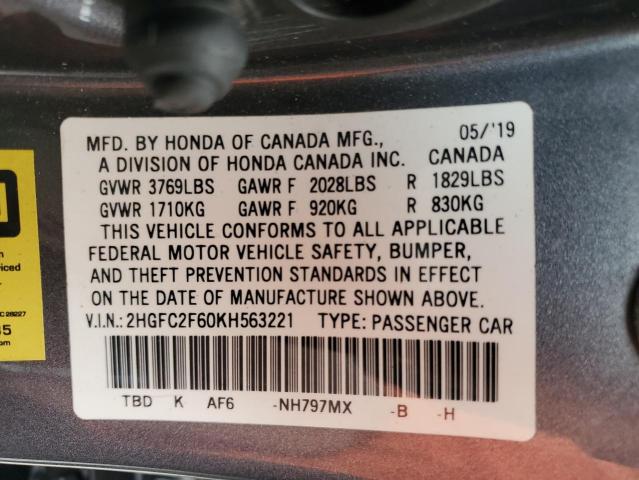 MFD. BY HONDA OF CANADA MFG., 05/'19
A DIVISION OF HONDA CANADA INC. CANADA
GVWR 3769LBS GAWR F 2028LBS R 1829LBS
GVWR 1710KG GAWR F 920KG R 830KG
THIS VEHICLE CONFORMS TO ALL APPLICABLE
FEDERAL MOTOR VEHICLE SAFETY, BUMPER,
AND THEFT PREVENTION STANDARDS IN EFFECT
ON THE DATE OF MANUFACTURE SHOWN ABOVE.
V.I.N.: 2HGFC2F60KH563221 TYPE: PASSENGER CAR
TBD K AF6 -NH797MX -B -H